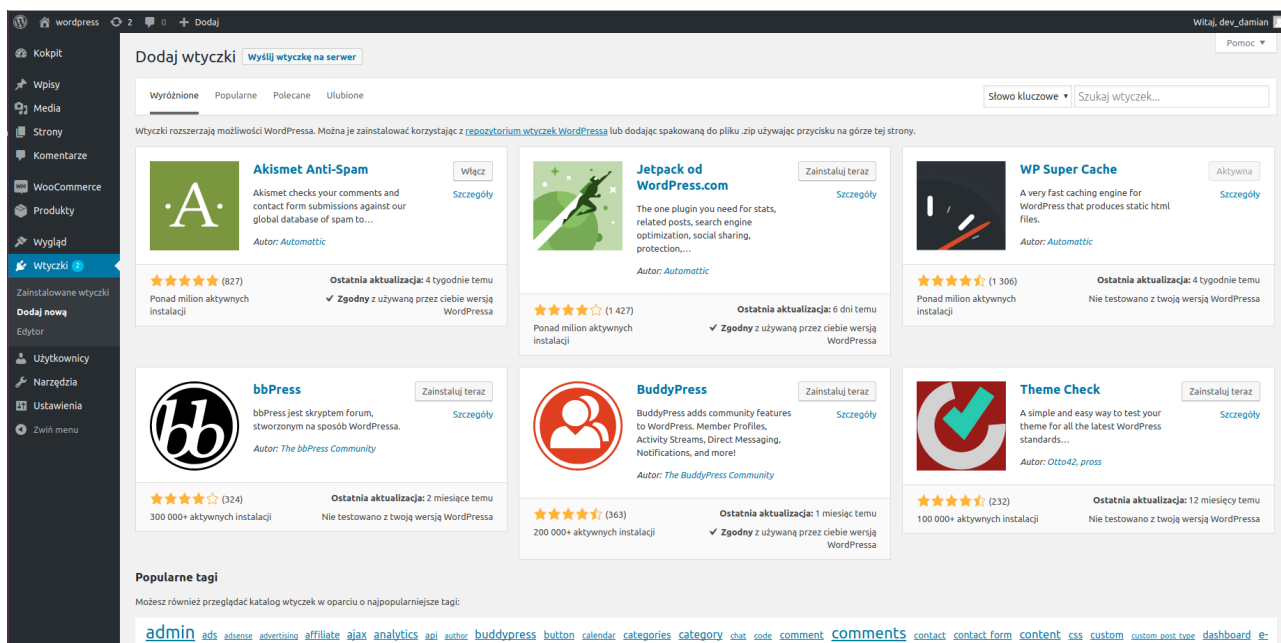 wordpress 2 0 + Dodaj Witaj, dev_damian
Pomoc ▼
Kokpit
Wpisy
Media
Strony
Komentarze
WooCommerce
Produkty
Wygląd
Wtyczki 2
Zainstalowane wtyczki
Dodaj nową
Edytor
Użytkownicy
Narzędzia
Ustawienia
Zwiń menu
Dodaj wtyczki Wyślij wtyczkę na serwer
Wyróżnione Popularne Polecane Ulubione Słowo kluczowe ▾ Szukaj wtyczek...
Wtyczki rozszerzają możliwości WordPressa. Można je zainstalować korzystając z repozytorium wtyczek WordPressa lub dodając spakowaną do pliku .zip używając przycisku na górze tej strony.
·A·
Akismet Anti-Spam
Włącz
Szczegóły
Akismet checks your comments and
contact form submissions against our
global database of spam to…
Autor: Automattic
(827)
Ponad milion aktywnych
instalacji
Ostatnia aktualizacja: 4 tygodnie temu
✓ Zgodny z używaną przez ciebie wersją
WordPressa
Jetpack od
WordPress.com
Zainstaluj teraz
Szczegóły
The one plugin you need for stats,
related posts, search engine
optimization, social sharing,
protection,…
Autor: Automattic
(1 427)
Ponad milion aktywnych
instalacji
Ostatnia aktualizacja: 6 dni temu
✓ Zgodny z używaną przez ciebie wersją
WordPressa
WP Super Cache
Aktywna
Szczegóły
A very fast caching engine for
WordPress that produces static html
files.
Autor: Automattic
(1 306)
Ponad milion aktywnych
instalacji
Ostatnia aktualizacja: 4 tygodnie temu
Nie testowano z twoją wersją WordPressa
bb
bbPress
Zainstaluj teraz
Szczegóły
bbPress jest skryptem forum,
stworzonym na sposób WordPressa.
Autor: The bbPress Community
(324)
300 000+ aktywnych instalacji
Ostatnia aktualizacja: 2 miesiące temu
Nie testowano z twoją wersją WordPressa
BuddyPress
Zainstaluj teraz
Szczegóły
BuddyPress adds community features
to WordPress. Member Profiles,
Activity Streams, Direct Messaging,
Notifications, and more!
Autor: The BuddyPress Community
(363)
200 000+ aktywnych instalacji
Ostatnia aktualizacja: 1 miesiąc temu
✓ Zgodny z używaną przez ciebie wersją
WordPressa
Theme Check
Zainstaluj teraz
Szczegóły
A simple and easy way to test your
theme for all the latest WordPress
standards…
Autor: Otto42, pross
(232)
100 000+ aktywnych instalacji
Ostatnia aktualizacja: 12 miesięcy temu
Nie testowano z twoją wersją WordPressa
Popularne tagi
Możesz również przeglądać katalog wtyczek w oparciu o najpopularniejsze tagi:
admin ads adsense advertising affiliate ajax analytics api author buddypress button calendar categories category chat code comment comments contact contact form content css custom custom post type dashboard e-